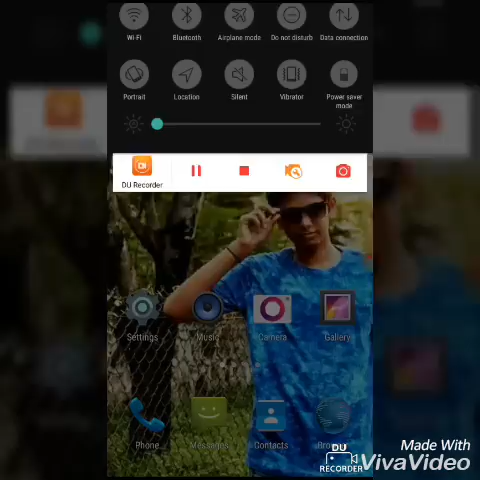 Wi-Fi Bluetooth Airplane mode Do not disturb Data connection
Portrait Location Silent Vibrator Power saver mode
DU Recorder
Settings Music Camera Gallery
Phone Messages Contacts
DU
RECORDER
Made With
VivaVideo